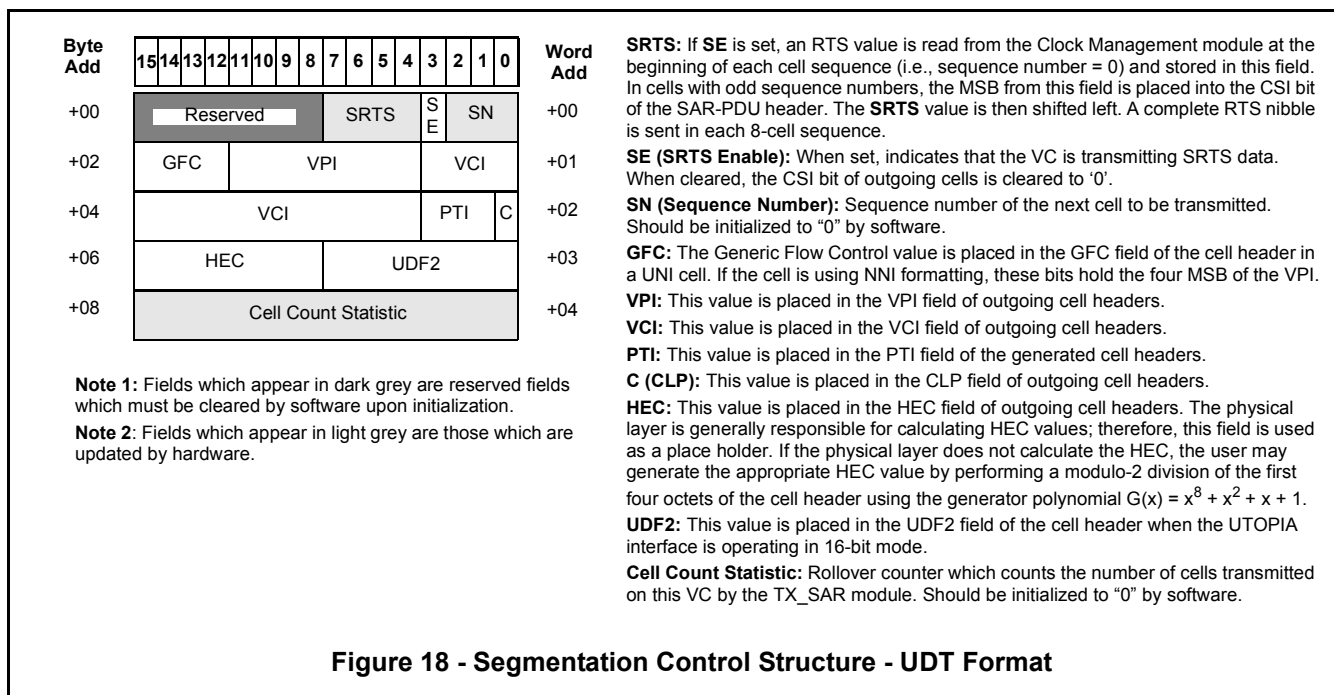 Byte Add
15 14 13 12 11 10 9 8 7 6 5 4 3 2 1 0
Word Add
+00 Reserved SRTS SE SN +00
+02 GFC VPI VCI +01
+04 VCI PTI C +02
+06 HEC UDF2 +03
+08 Cell Count Statistic +04
Note 1: Fields which appear in dark grey are reserved fields
which must be cleared by software upon initialization.
Note 2: Fields which appear in light grey are those which are
updated by hardware.
SRTS: If SE is set, an RTS value is read from the Clock Management module at the
beginning of each cell sequence (i.e., sequence number = 0) and stored in this field.
In cells with odd sequence numbers, the MSB from this field is placed into the CSI bit
of the SAR-PDU header. The SRTS value is then shifted left. A complete RTS nibble
is sent in each 8-cell sequence.
SE (SRTS Enable): When set, indicates that the VC is transmitting SRTS data.
When cleared, the CSI bit of outgoing cells is cleared to ‘0’.
SN (Sequence Number): Sequence number of the next cell to be transmitted.
Should be initialized to “0” by software.
GFC: The Generic Flow Control value is placed in the GFC field of the cell header in
a UNI cell. If the cell is using NNI formatting, these bits hold the four MSB of the VPI.
VPI: This value is placed in the VPI field of outgoing cell headers.
VCI: This value is placed in the VCI field of outgoing cell headers.
PTI: This value is placed in the PTI field of the generated cell headers.
C (CLP): This value is placed in the CLP field of outgoing cell headers.
HEC: This value is placed in the HEC field of outgoing cell headers. The physical
layer is generally responsible for calculating HEC values; therefore, this field is used
as a place holder. If the physical layer does not calculate the HEC, the user may
generate the appropriate HEC value by performing a modulo-2 division of the first
four octets of the cell header using the generator polynomial G(x) = x⁸ + x² + x + 1.
UDF2: This value is placed in the UDF2 field of the cell header when the UTOPIA
interface is operating in 16-bit mode.
Cell Count Statistic: Rollover counter which counts the number of cells transmitted
on this VC by the TX_SAR module. Should be initialized to “0” by software.
Figure 18 - Segmentation Control Structure - UDT Format